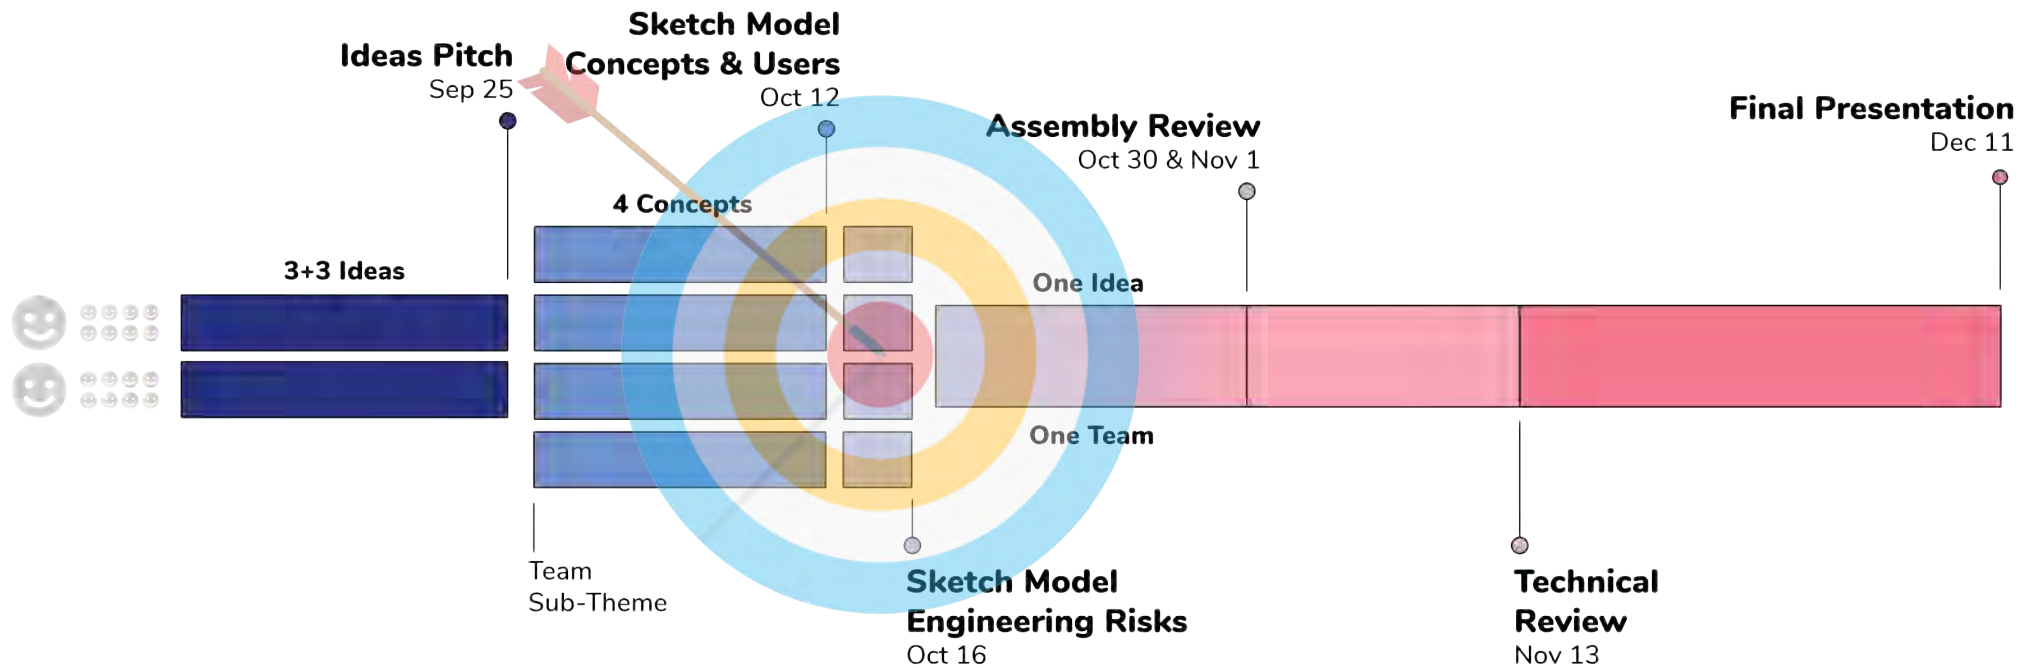 Ideas Pitch
Sep 25
Sketch Model
Concepts & Users
Oct 12
Assembly Review
Oct 30 & Nov 1
Final Presentation
Dec 11
3+3 Ideas
4 Concepts
One Idea
One Team
Team
Sub-Theme
Sketch Model
Engineering Risks
Oct 16
Technical
Review
Nov 13